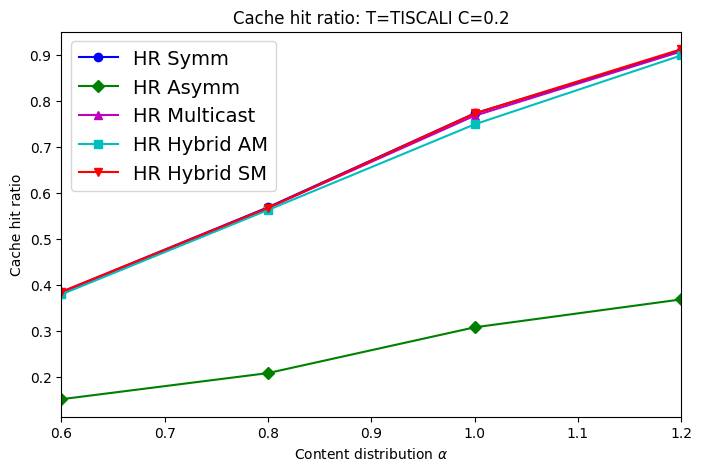 Cache hit ratio: T=TISCALI C=0.2
HR Symm
HR Asymm
HR Multicast
HR Hybrid AM
HR Hybrid SM
Cache hit ratio
0.9
0.8
0.7
0.6
0.5
0.4
0.3
0.2
0.6 0.7 0.8 0.9 1.0 1.1 1.2
Content distribution α